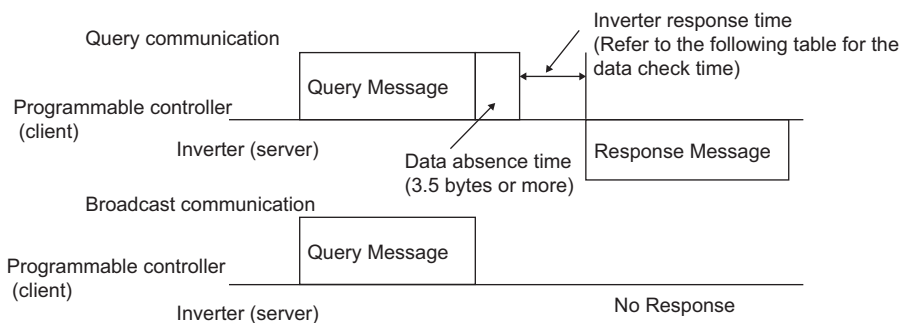 Query communication
Inverter response time
(Refer to the following table for the
data check time)
Query Message
Programmable controller
(client)
Inverter (server)
Data absence time
(3.5 bytes or more)
Response Message
Broadcast communication
Query Message
Programmable controller
(client)
Inverter (server)
No Response